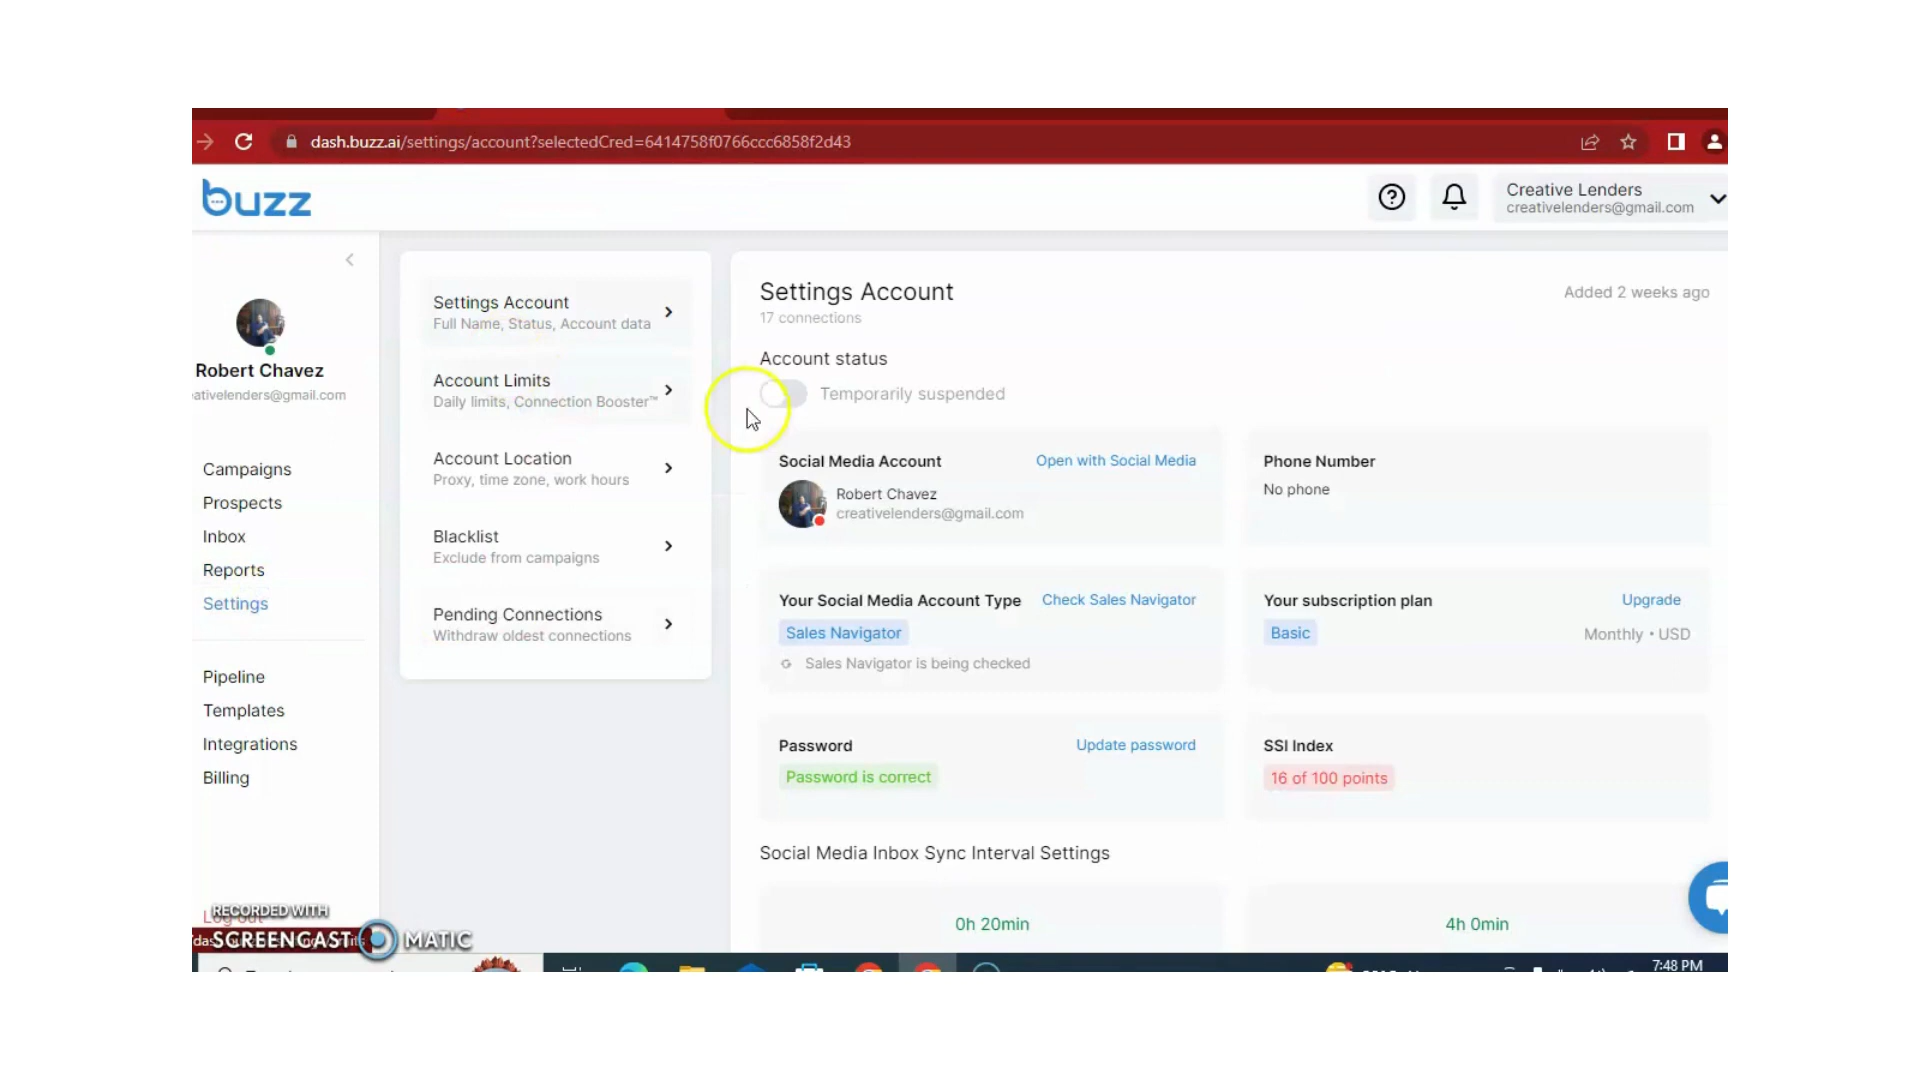 dash.buzz.ai/settings/account?selectedCred=6414758f0766ccc6858f2d43
buzz
Creative Lenders
creativelenders@gmail.com
Robert Chavez
ativelenders@gmail.com
Campaigns
Prospects
Inbox
Reports
Settings
Pipeline
Templates
Integrations
Billing
Log out
Settings Account
Full Name, Status, Account data
Account Limits
Daily limits, Connection Booster™
Account Location
Proxy, time zone, work hours
Blacklist
Exclude from campaigns
Pending Connections
Withdraw oldest connections
Settings Account
Added 2 weeks ago
17 connections
Account status
Temporarily suspended
Social Media Account
Open with Social Media
Robert Chavez
creativelenders@gmail.com
Phone Number
No phone
Your Social Media Account Type
Check Sales Navigator
Sales Navigator
Sales Navigator is being checked
Your subscription plan
Upgrade
Basic
Monthly • USD
Password
Update password
Password is correct
SSI Index
16 of 100 points
Social Media Inbox Sync Interval Settings
0h 20min
4h 0min
RECORDED WITH
SCREENCAST MATIC
7:48 PM